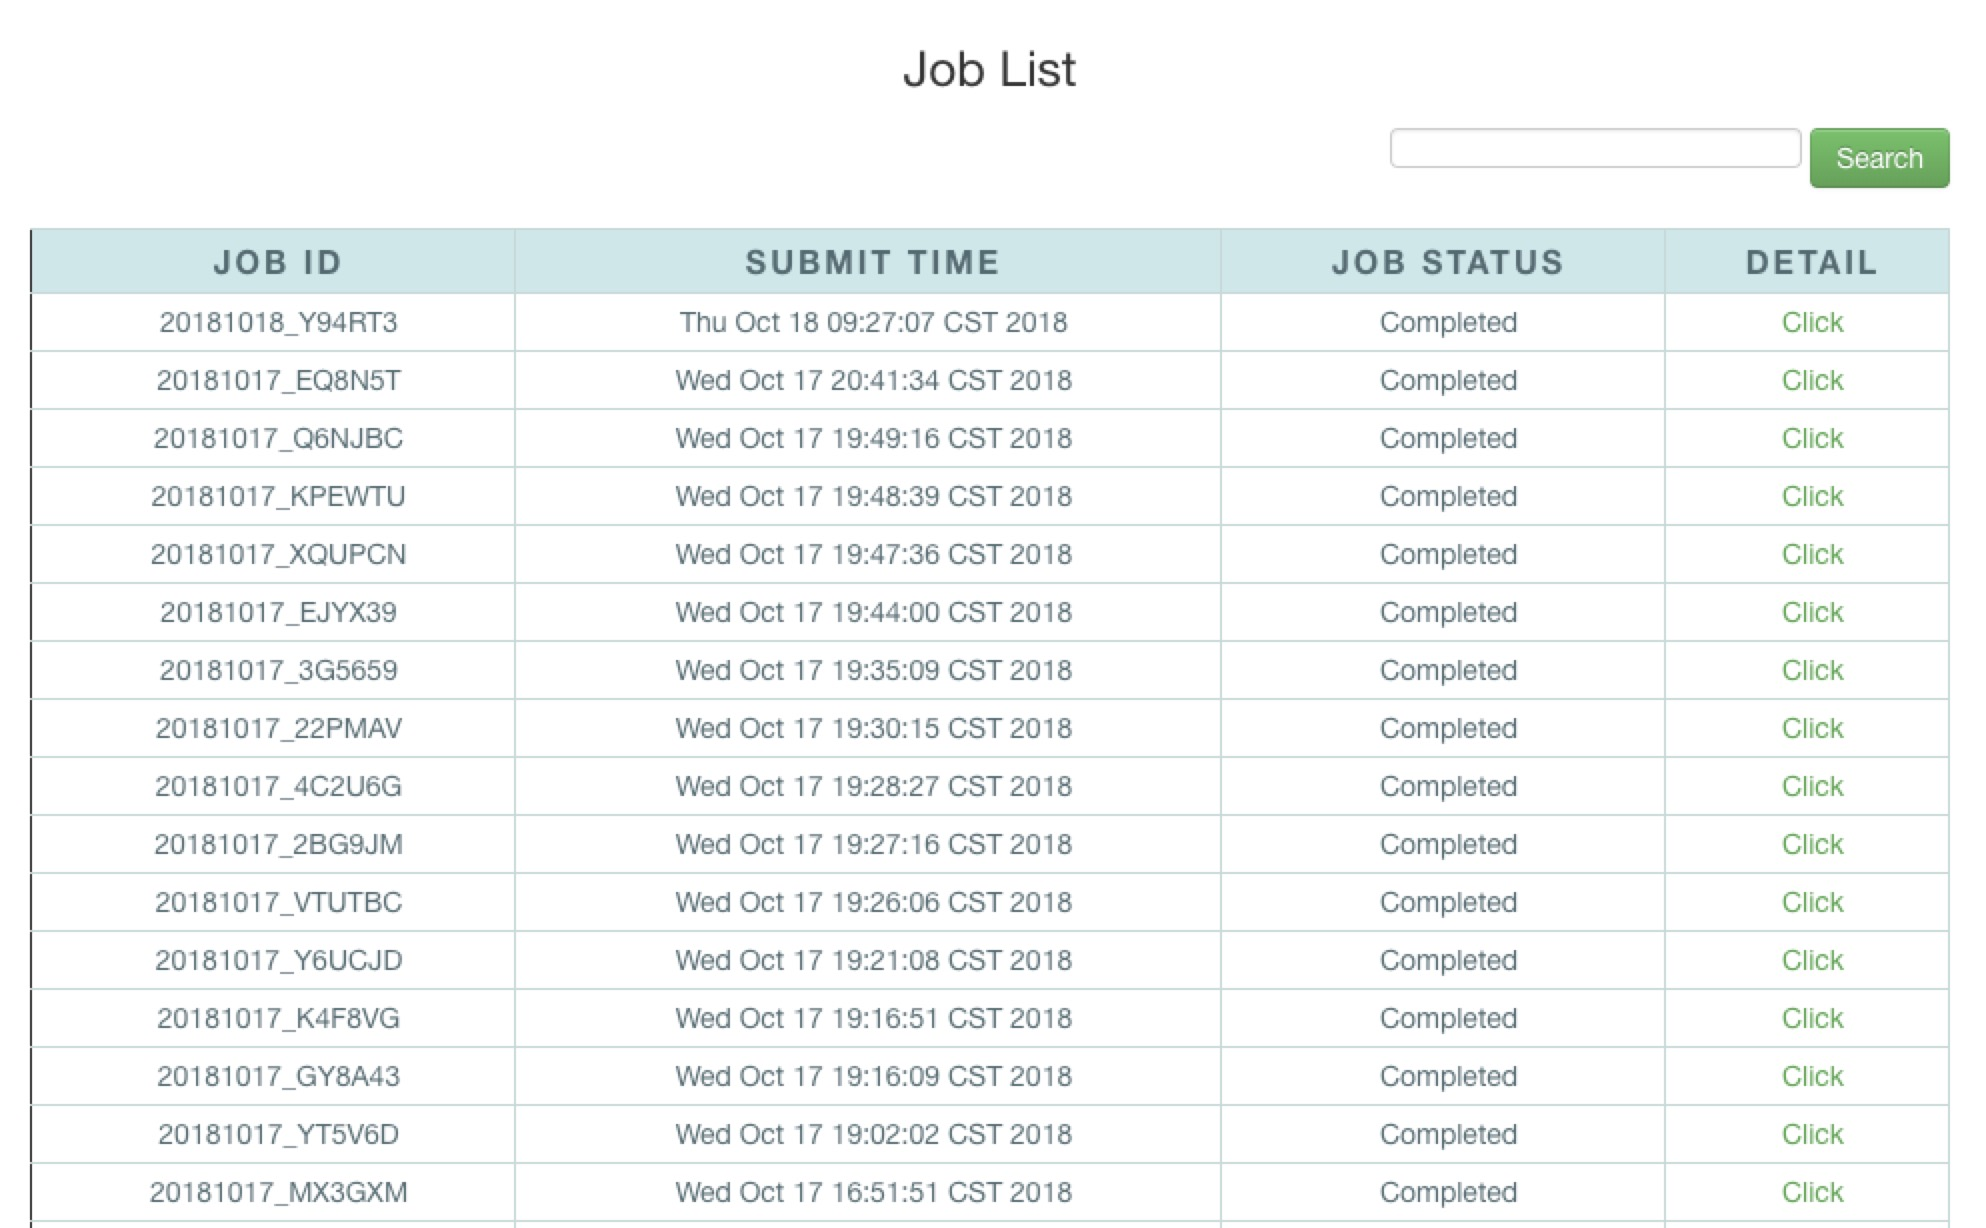 Job List
Search
JOB ID SUBMIT TIME JOB STATUS DETAIL
20181018_Y94RT3 Thu Oct 18 09:27:07 CST 2018 Completed Click
20181017_EQ8N5T Wed Oct 17 20:41:34 CST 2018 Completed Click
20181017_Q6NJBC Wed Oct 17 19:49:16 CST 2018 Completed Click
20181017_KPEWTU Wed Oct 17 19:48:39 CST 2018 Completed Click
20181017_XQUPCN Wed Oct 17 19:47:36 CST 2018 Completed Click
20181017_EJYX39 Wed Oct 17 19:44:00 CST 2018 Completed Click
20181017_3G5659 Wed Oct 17 19:35:09 CST 2018 Completed Click
20181017_22PMAV Wed Oct 17 19:30:15 CST 2018 Completed Click
20181017_4C2U6G Wed Oct 17 19:28:27 CST 2018 Completed Click
20181017_2BG9JM Wed Oct 17 19:27:16 CST 2018 Completed Click
20181017_VTUTBC Wed Oct 17 19:26:06 CST 2018 Completed Click
20181017_Y6UCJD Wed Oct 17 19:21:08 CST 2018 Completed Click
20181017_K4F8VG Wed Oct 17 19:16:51 CST 2018 Completed Click
20181017_GY8A43 Wed Oct 17 19:16:09 CST 2018 Completed Click
20181017_YT5V6D Wed Oct 17 19:02:02 CST 2018 Completed Click
20181017_MX3GXM Wed Oct 17 16:51:51 CST 2018 Completed Click